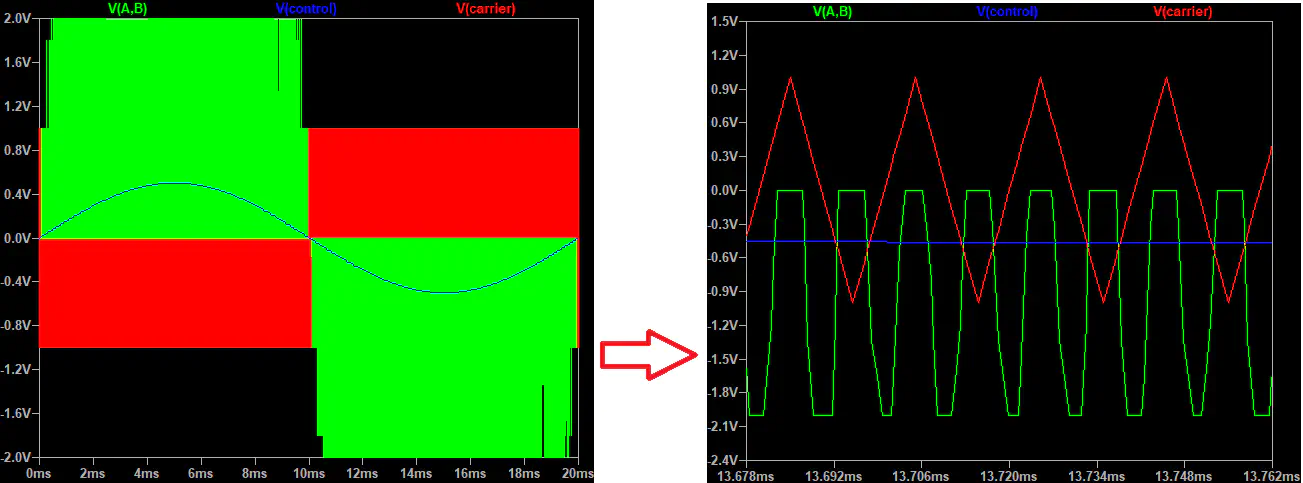 V(A,B) V(control) V(carrier)
2.0V
1.6V
1.2V
0.8V
0.4V
0.0V
-0.4V
-0.8V
-1.2V
-1.6V
-2.0V
0ms 2ms 4ms 6ms 8ms 10ms 12ms 14ms 16ms 18ms 20ms
V(A,B) V(control) V(carrier)
1.5V
1.2V
0.9V
0.6V
0.3V
0.0V
-0.3V
-0.6V
-0.9V
-1.2V
-1.5V
-1.8V
-2.1V
-2.4V
13.678ms 13.692ms 13.706ms 13.720ms 13.734ms 13.748ms 13.762ms